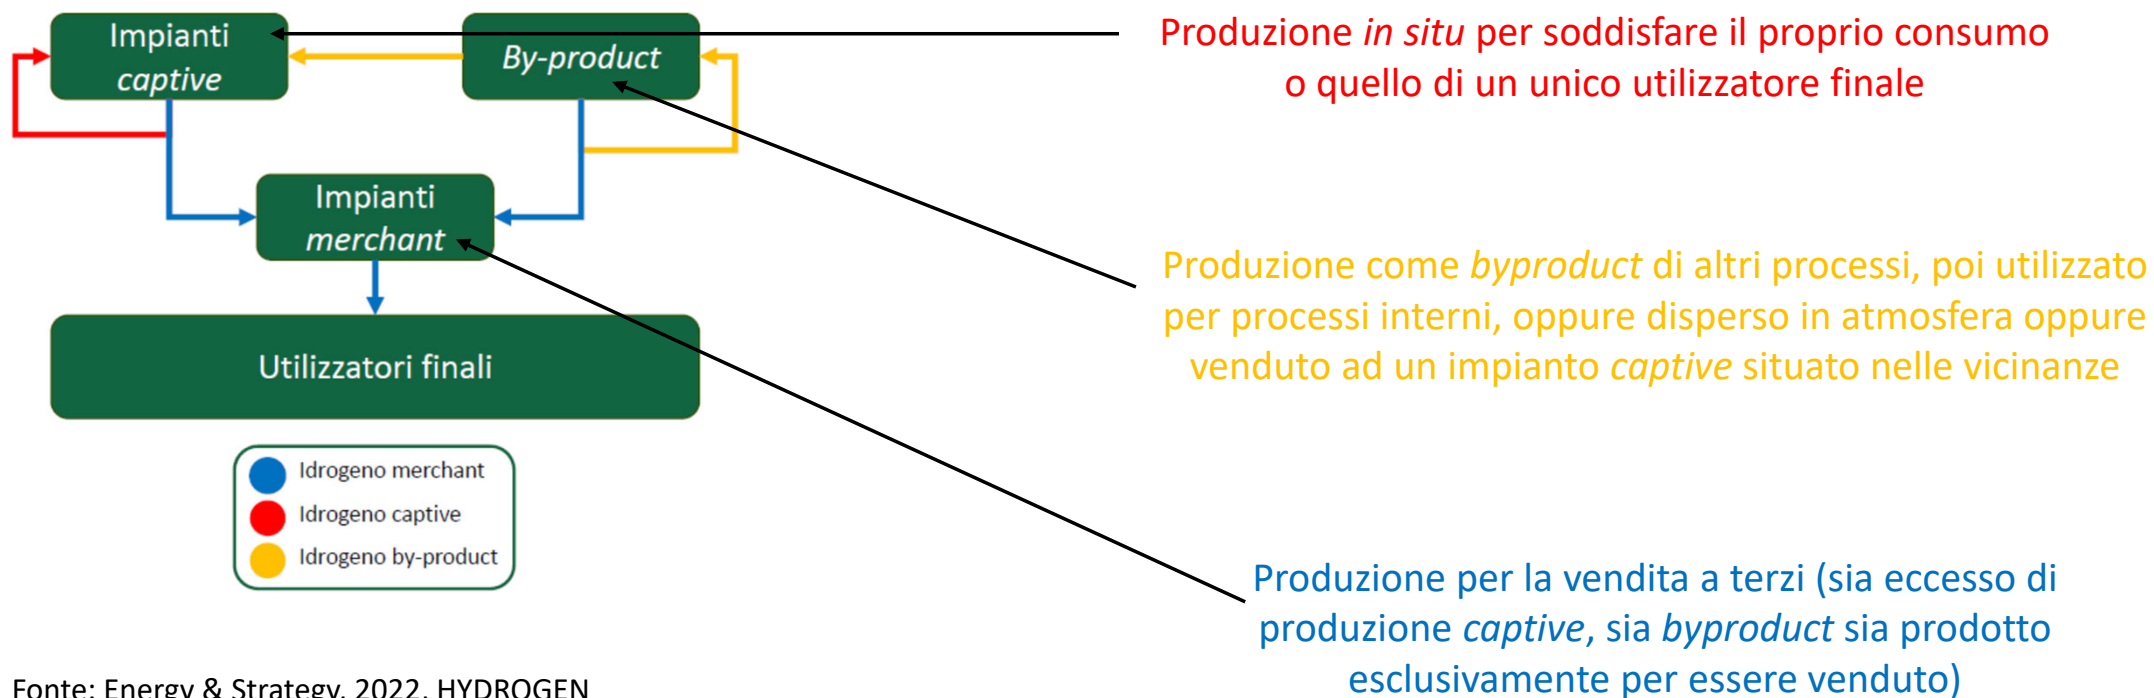 Impianti
captive
By-product
Impianti
merchant
Utilizzatori finali
Idrogeno merchant
Idrogeno captive
Idrogeno by-product
Produzione in situ per soddisfare il proprio consumo
o quello di un unico utilizzatore finale
Produzione come byproduct di altri processi, poi utilizzato
per processi interni, oppure disperso in atmosfera oppure
venduto ad un impianto captive situato nelle vicinanze
Produzione per la vendita a terzi (sia eccesso di
produzione captive, sia byproduct sia prodotto
esclusivamente per essere venduto)
Fonte: Energy & Strategy, 2022, HYDROGEN